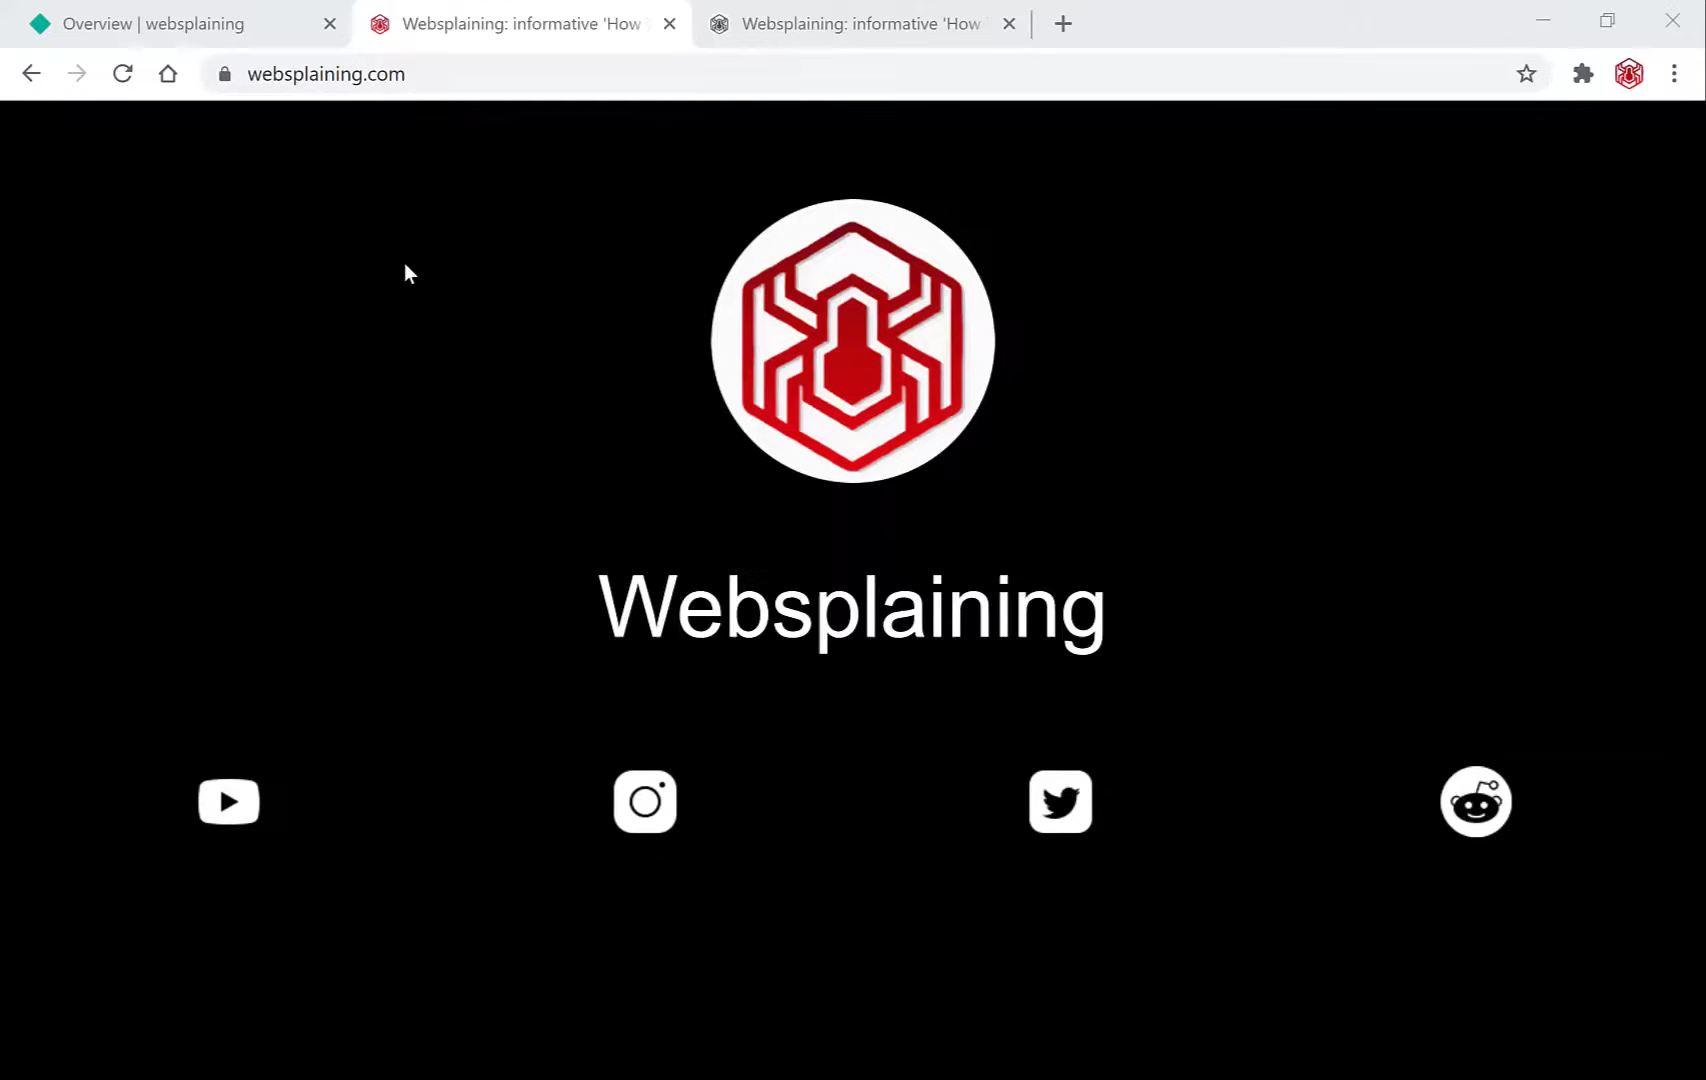 Overview | websplaining
Websplaining: informative 'How
Websplaining: informative 'How
websplaining.com
Websplaining